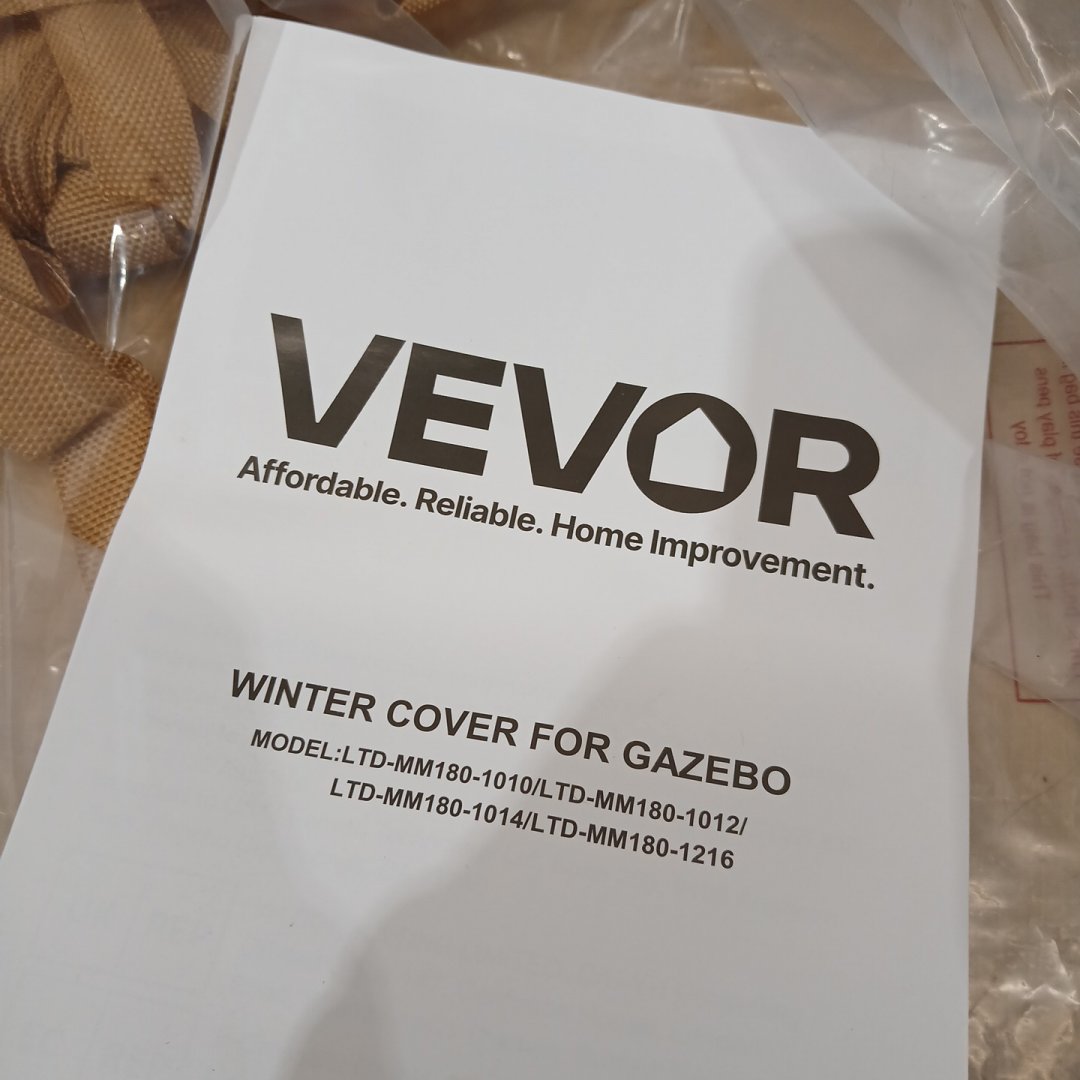 VEVOR
Affordable. Reliable. Home Improvement.
WINTER COVER FOR GAZEBO
MODEL:LTD-MM180-1010/LTD-MM180-1012/
LTD-MM180-1014/LTD-MM180-1216